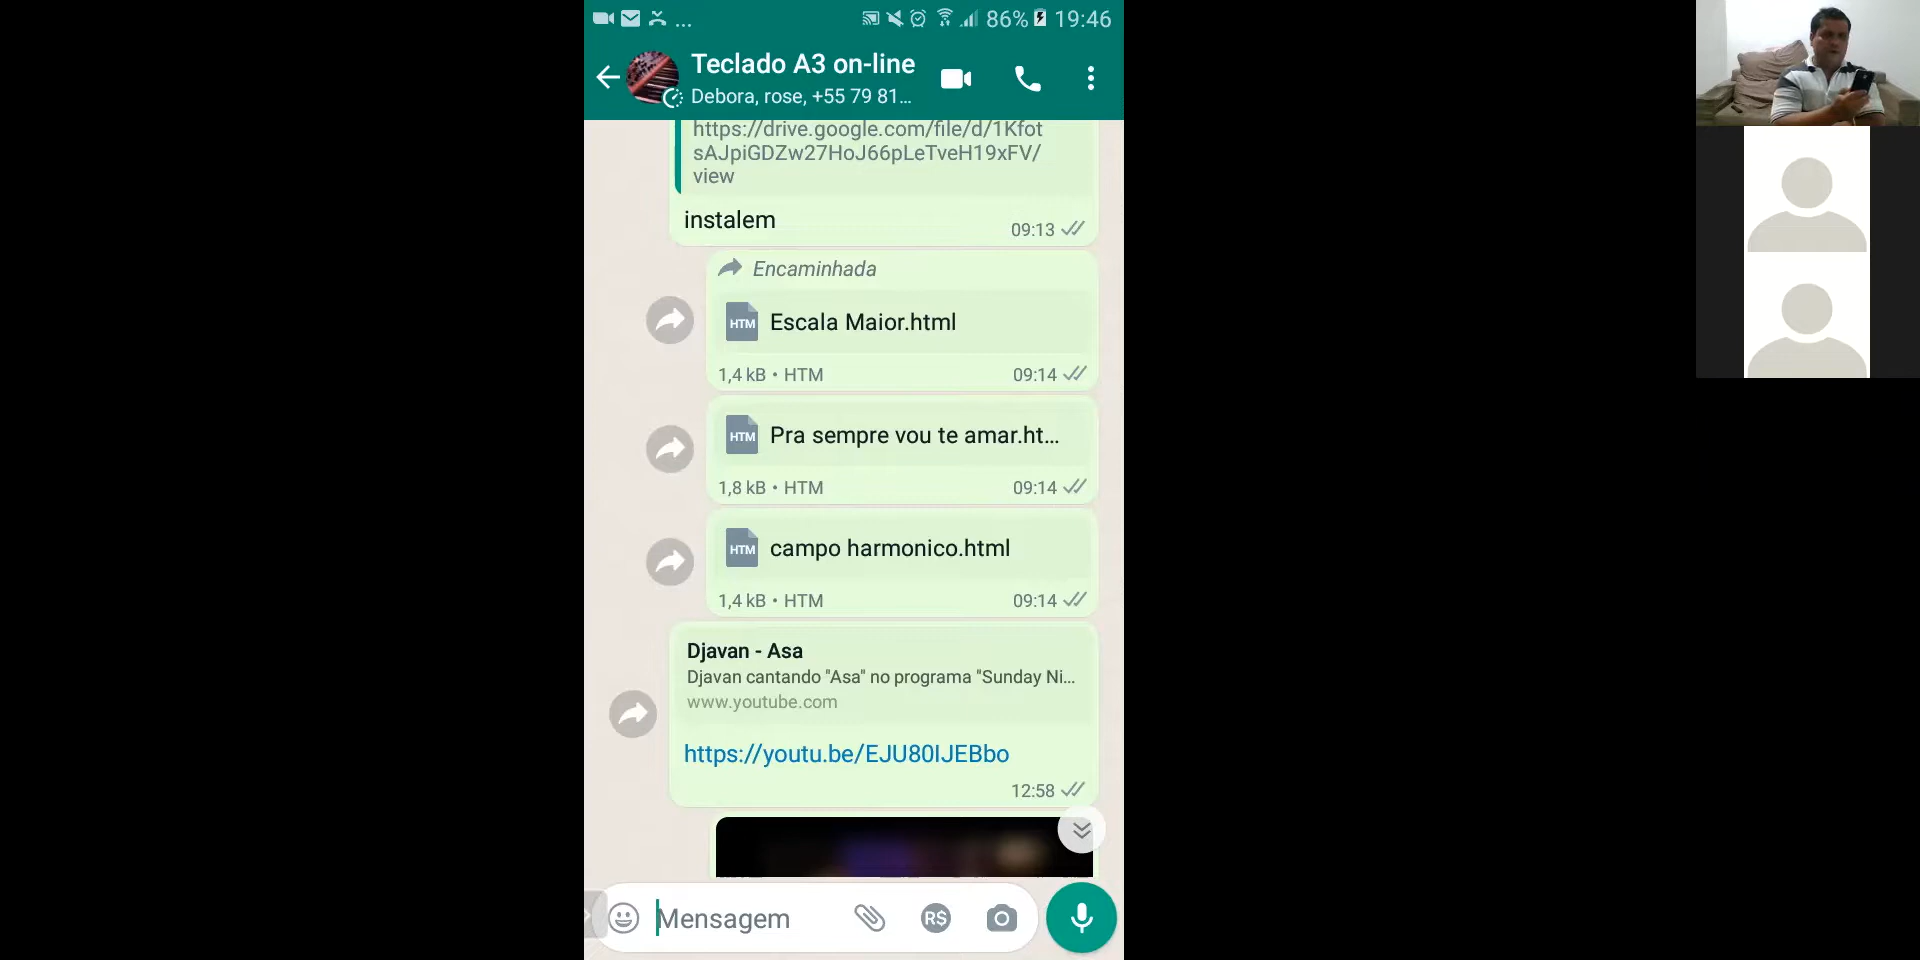 ... 86% 19:46
Teclado A3 on-line
Debora, rose, +55 79 81...
https://drive.google.com/file/d/1Kfot
sAJpiGDZw27HoJ66pLeTveH19xFV/
view
instalem
09:13
Encaminhada
HTM Escala Maior.html
1,4 kB • HTM 09:14
HTM Pra sempre vou te amar.ht...
1,8 kB • HTM 09:14
HTM campo harmonico.html
1,4 kB • HTM 09:14
Djavan - Asa
Djavan cantando "Asa" no programa "Sunday Ni...
www.youtube.com
https://youtu.be/EJU80IJEBbo
12:58
Mensagem R$